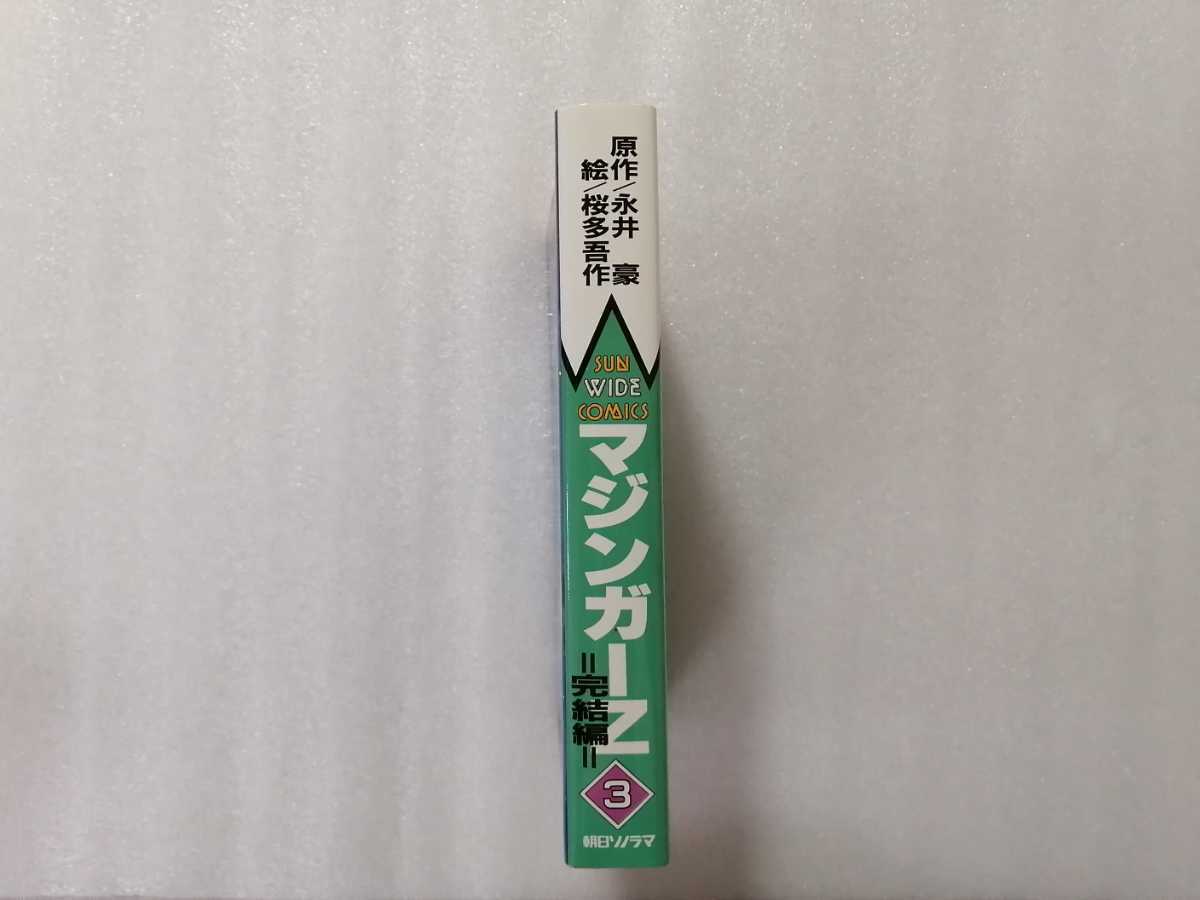 原作/永井 豪
絵/桜多吾作
SUN
WIDE
COMICS
マジンガーZ
=完結編=
3
朝日ソノラマ